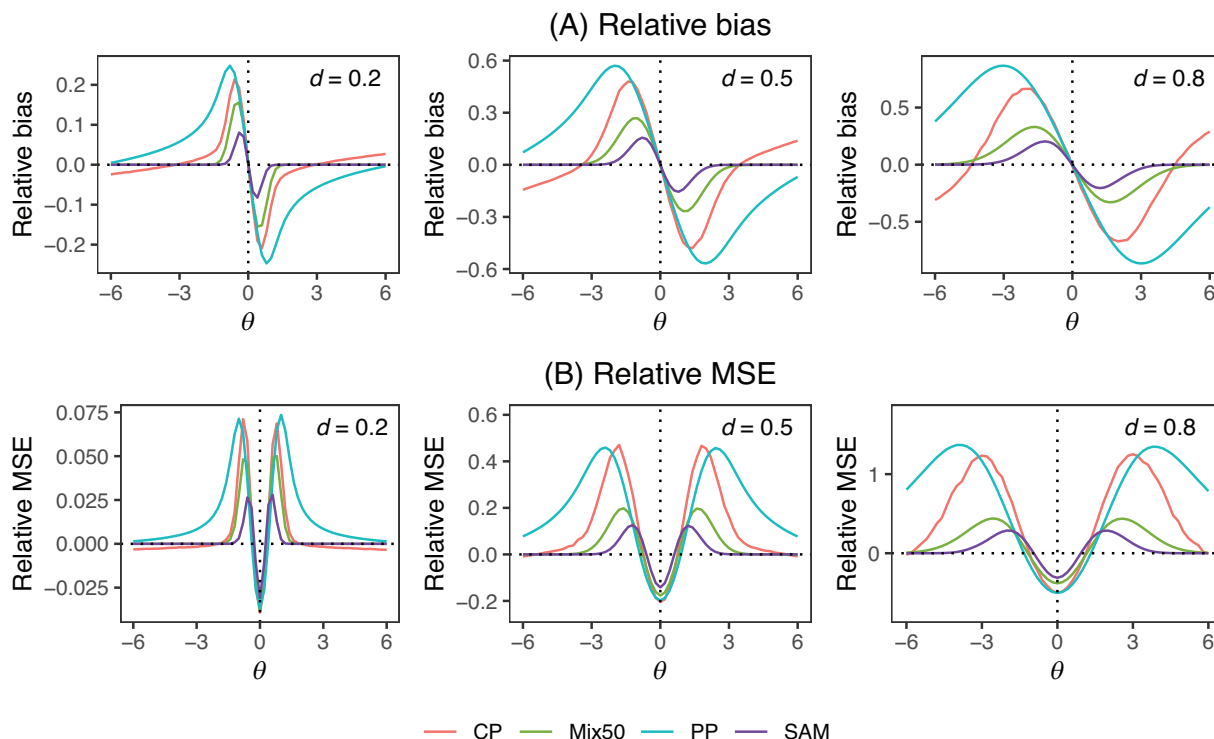 (A) Relative bias
Relative bias
0.2
0.1
0.0
−0.1
−0.2
d = 0.2
−6 −3 0 3 6
θ
Relative bias
0.6
0.3
0.0
−0.3
−0.6
d = 0.5
−6 −3 0 3 6
θ
Relative bias
0.5
0.0
−0.5
d = 0.8
−6 −3 0 3 6
θ
(B) Relative MSE
Relative MSE
0.075
0.050
0.025
0.000
−0.025
d = 0.2
−6 −3 0 3 6
θ
Relative MSE
0.6
0.4
0.2
0.0
−0.2
d = 0.5
−6 −3 0 3 6
θ
Relative MSE
1
0
d = 0.8
−6 −3 0 3 6
θ
CP Mix50 PP SAM